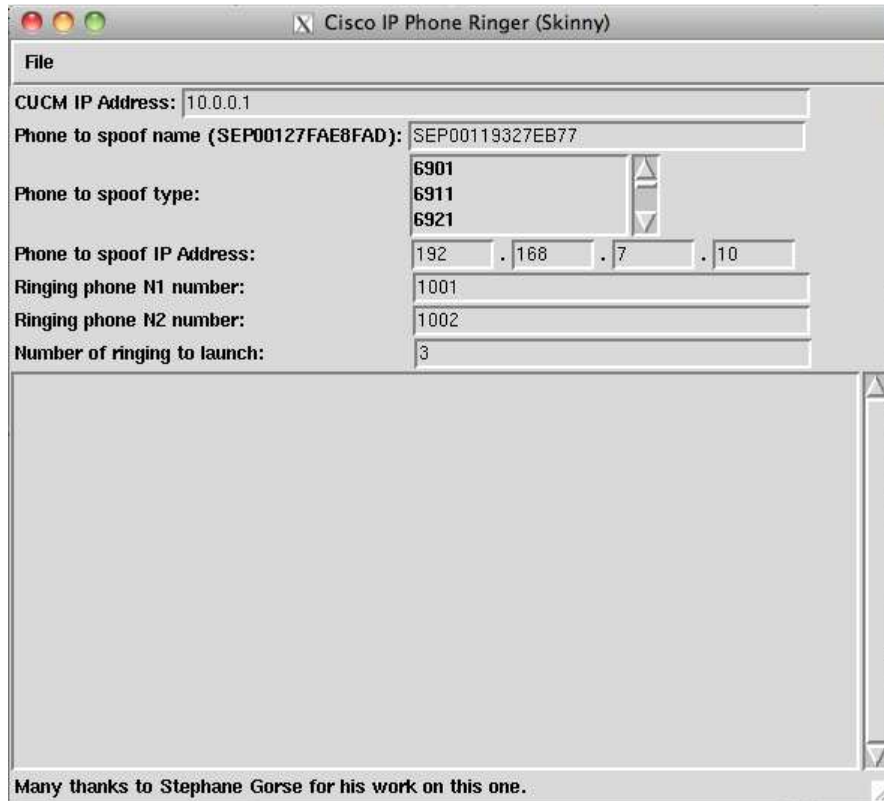 Cisco IP Phone Ringer (Skinny)
File
CUCM IP Address: 10.0.0.1
Phone to spoof name (SEP00127FAE8FAD): SEP00119327EB77
Phone to spoof type:
6901
6911
6921
Phone to spoof IP Address: 192 . 168 . 7 . 10
Ringing phone N1 number: 1001
Ringing phone N2 number: 1002
Number of ringing to launch: 3
Many thanks to Stephane Gorse for his work on this one.